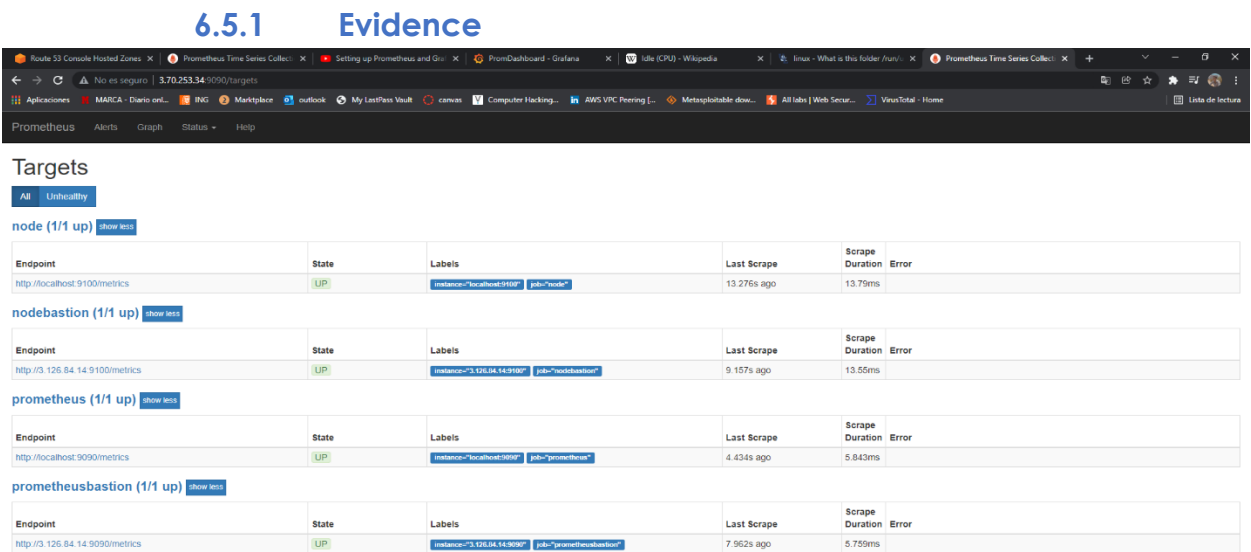 6.5.1 Evidence
Route 53 Console Hosted Zones Prometheus Time Series Collecti Setting up Prometheus and Gra PromDashboard - Grafana Idle (CPU) - Wikipedia linux - What is this folder /run/u Prometheus Time Series Collecti
No es seguro | 3.70.253.34:9090/targets
Aplicaciones MARCA - Diario onl... ING Marktplace outlook My LastPass Vault canvas Computer Hacking... AWS VPC Peering [... Metasploitable dow... All labs | Web Secur... VirusTotal - Home Lista de lectura
Prometheus Alerts Graph Status Help
Targets
All Unhealthy
node (1/1 up) show less
Endpoint State Labels Last Scrape Scrape Duration Error
http://localhost:9100/metrics UP instance="localhost:9100" job="node" 13.276s ago 13.79ms
nodebastion (1/1 up) show less
Endpoint State Labels Last Scrape Scrape Duration Error
http://3.126.84.14:9100/metrics UP instance="3.126.84.14:9100" job="nodebastion" 9.157s ago 13.55ms
prometheus (1/1 up) show less
Endpoint State Labels Last Scrape Scrape Duration Error
http://localhost:9090/metrics UP instance="localhost:9090" job="prometheus" 4.434s ago 5.843ms
prometheusbastion (1/1 up) show less
Endpoint State Labels Last Scrape Scrape Duration Error
http://3.126.84.14:9090/metrics UP instance="3.126.84.14:9090" job="prometheusbastion" 7.962s ago 5.759ms